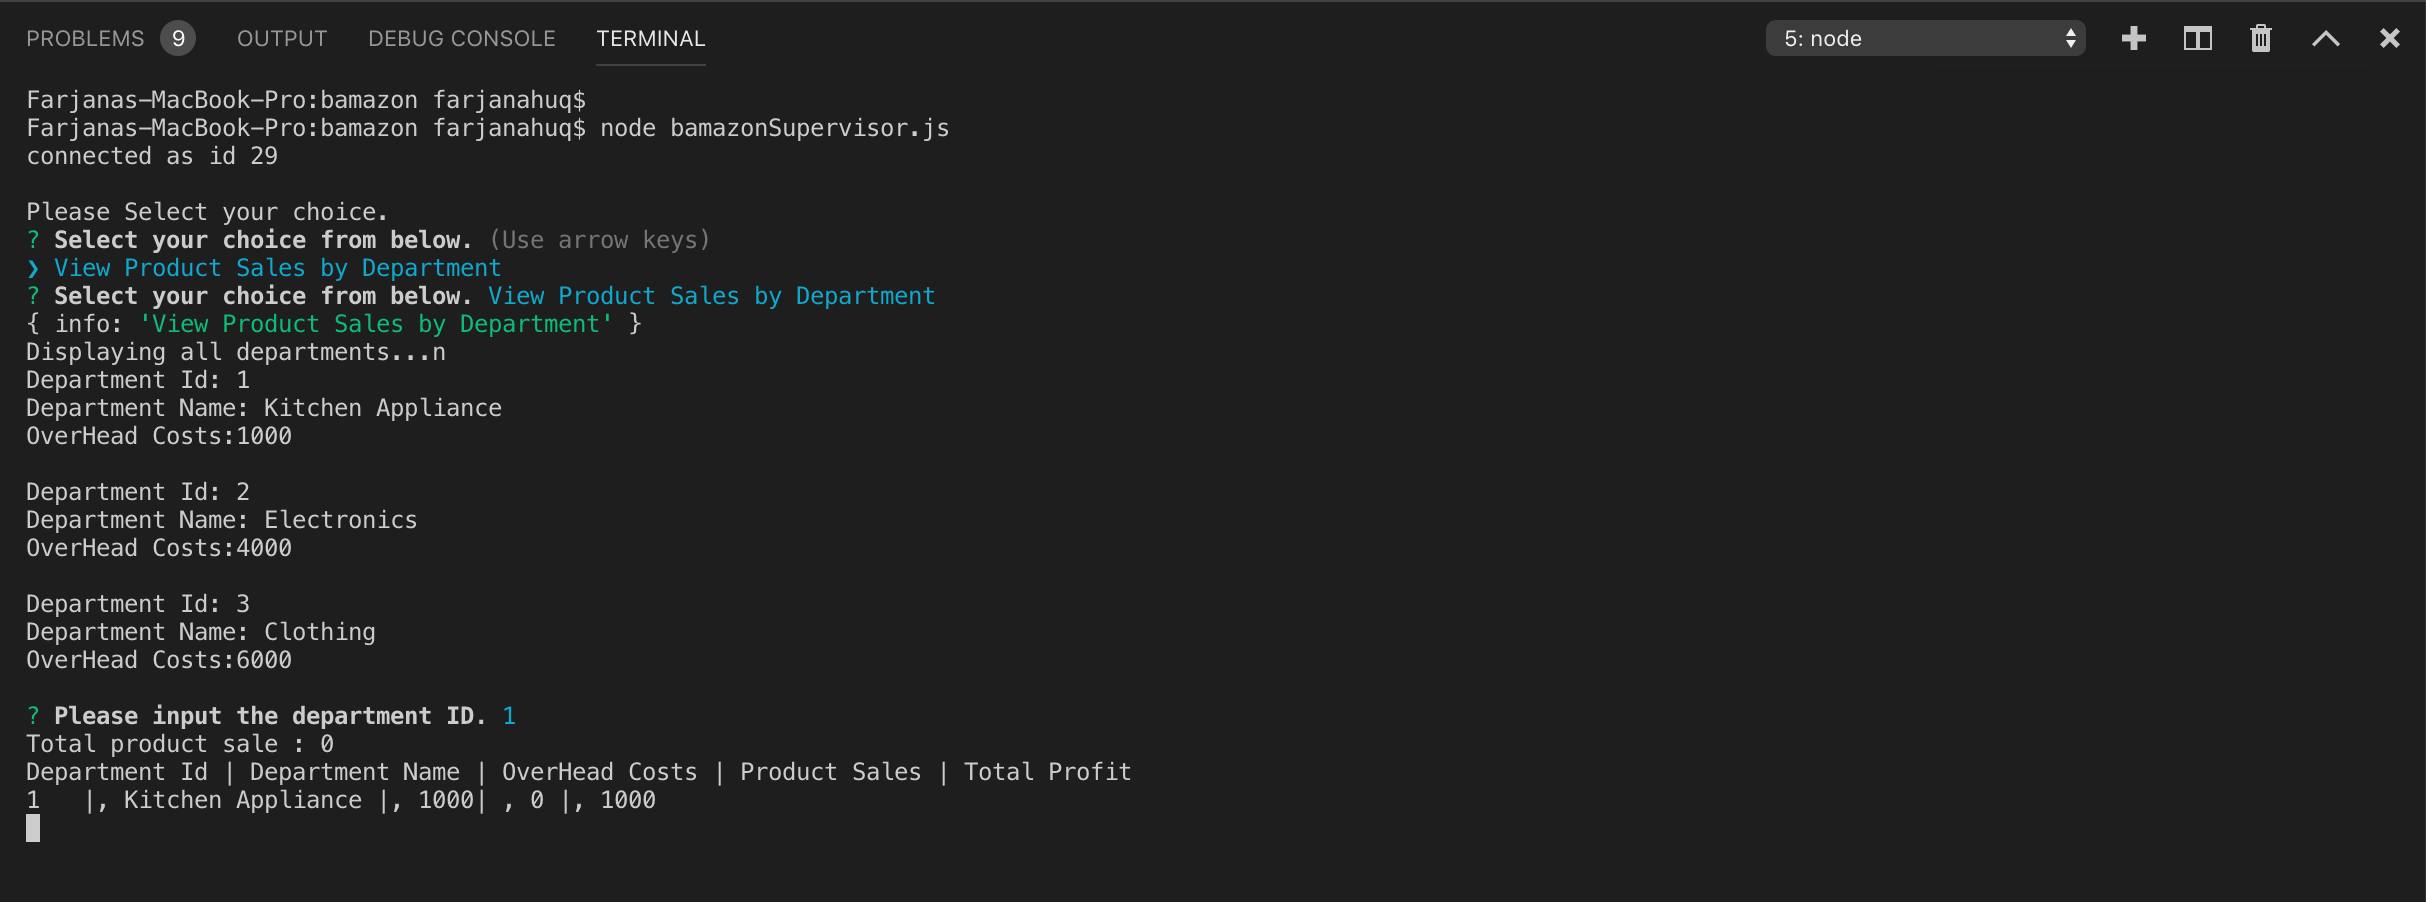 PROBLEMS 9 OUTPUT DEBUG CONSOLE TERMINAL 5: node
Farjanas-MacBook-Pro:bamazon farjanahuq$
Farjanas-MacBook-Pro:bamazon farjanahuq$ node bamazonSupervisor.js
connected as id 29
Please Select your choice.
? Select your choice from below. (Use arrow keys)
❯ View Product Sales by Department
? Select your choice from below. View Product Sales by Department
{ info: 'View Product Sales by Department' }
Displaying all departments...n
Department Id: 1
Department Name: Kitchen Appliance
OverHead Costs:1000
Department Id: 2
Department Name: Electronics
OverHead Costs:4000
Department Id: 3
Department Name: Clothing
OverHead Costs:6000
? Please input the department ID. 1
Total product sale : 0
Department Id | Department Name | OverHead Costs | Product Sales | Total Profit
1   |, Kitchen Appliance |, 1000| , 0 |, 1000